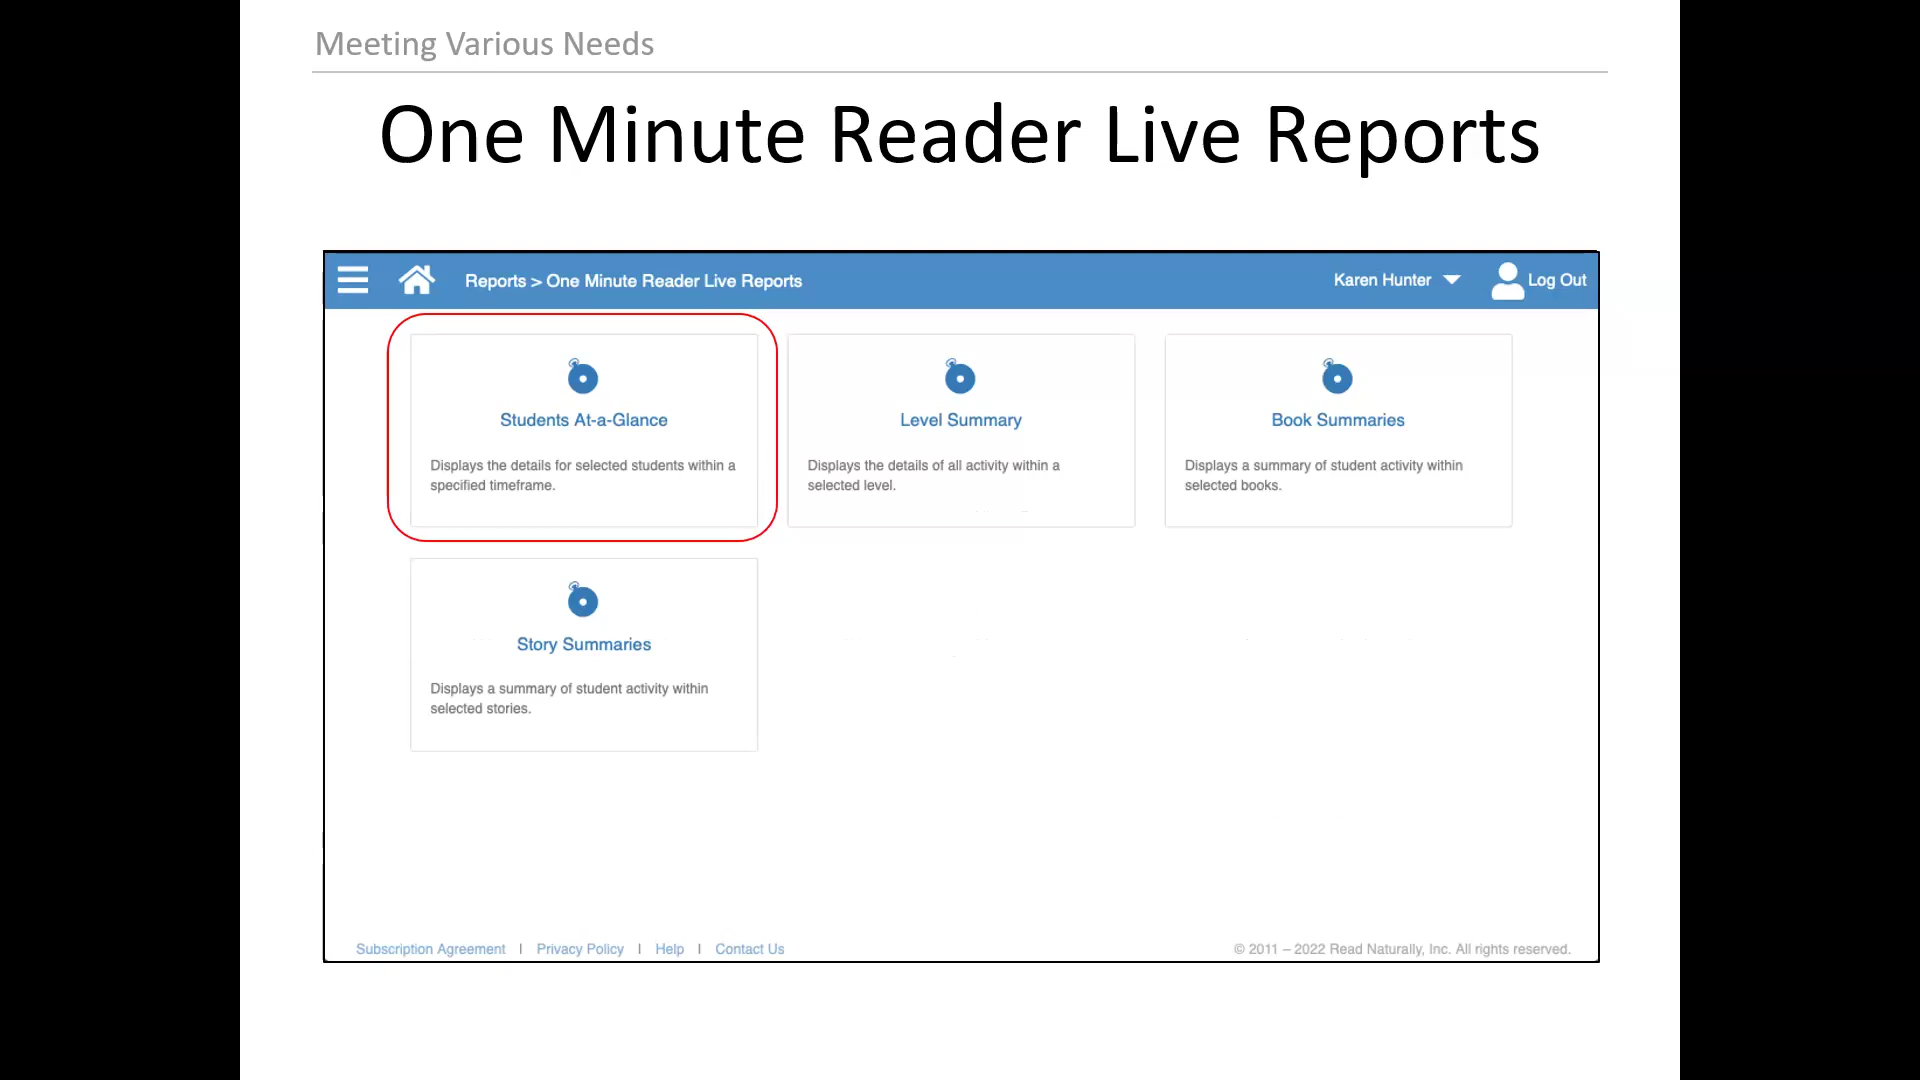 Meeting Various Needs
One Minute Reader Live Reports
Reports > One Minute Reader Live Reports
Karen Hunter
Log Out
Students At-a-Glance
Displays the details for selected students within a
specified timeframe.
Level Summary
Displays the details of all activity within a
selected level.
Book Summaries
Displays a summary of student activity within
selected books.
Story Summaries
Displays a summary of student activity within
selected stories.
Subscription Agreement | Privacy Policy | Help | Contact Us
© 2011 – 2022 Read Naturally, Inc. All rights reserved.